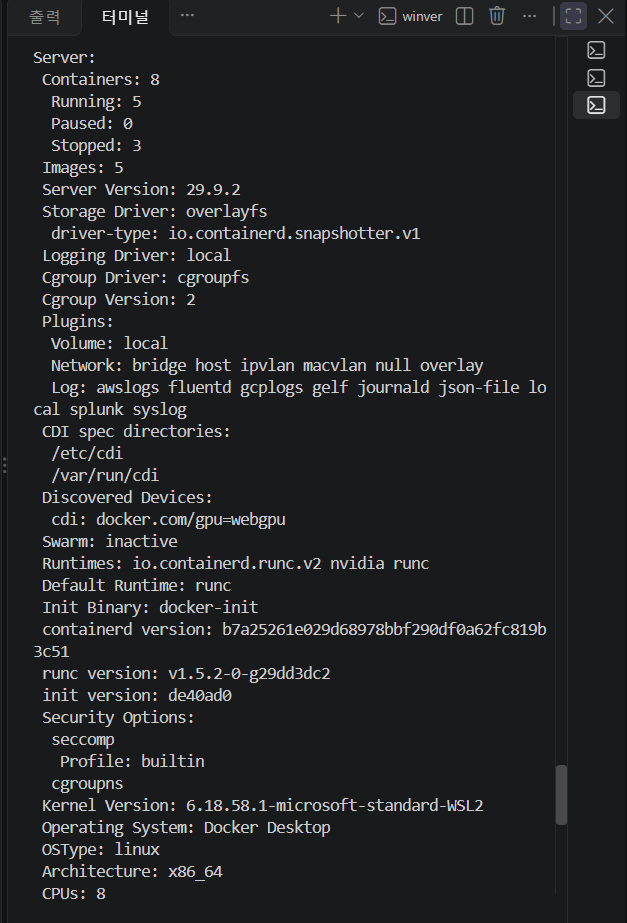 출력 터미널 ··· winver ···
Server:
 Containers: 8
  Running: 5
  Paused: 0
  Stopped: 3
 Images: 5
 Server Version: 29.9.2
 Storage Driver: overlayfs
  driver-type: io.containerd.snapshotter.v1
 Logging Driver: local
 Cgroup Driver: cgroupfs
 Cgroup Version: 2
 Plugins:
  Volume: local
  Network: bridge host ipvlan macvlan null overlay
  Log: awslogs fluentd gcplogs gelf journald json-file lo
cal splunk syslog
 CDI spec directories:
  /etc/cdi
  /var/run/cdi
 Discovered Devices:
  cdi: docker.com/gpu=webgpu
 Swarm: inactive
 Runtimes: io.containerd.runc.v2 nvidia runc
 Default Runtime: runc
 Init Binary: docker-init
 containerd version: b7a25261e029d68978bbf290df0a62fc819b
3c51
 runc version: v1.5.2-0-g29dd3dc2
 init version: de40ad0
 Security Options:
  seccomp
   Profile: builtin
  cgroupns
 Kernel Version: 6.18.58.1-microsoft-standard-WSL2
 Operating System: Docker Desktop
 OSType: linux
 Architecture: x86_64
 CPUs: 8